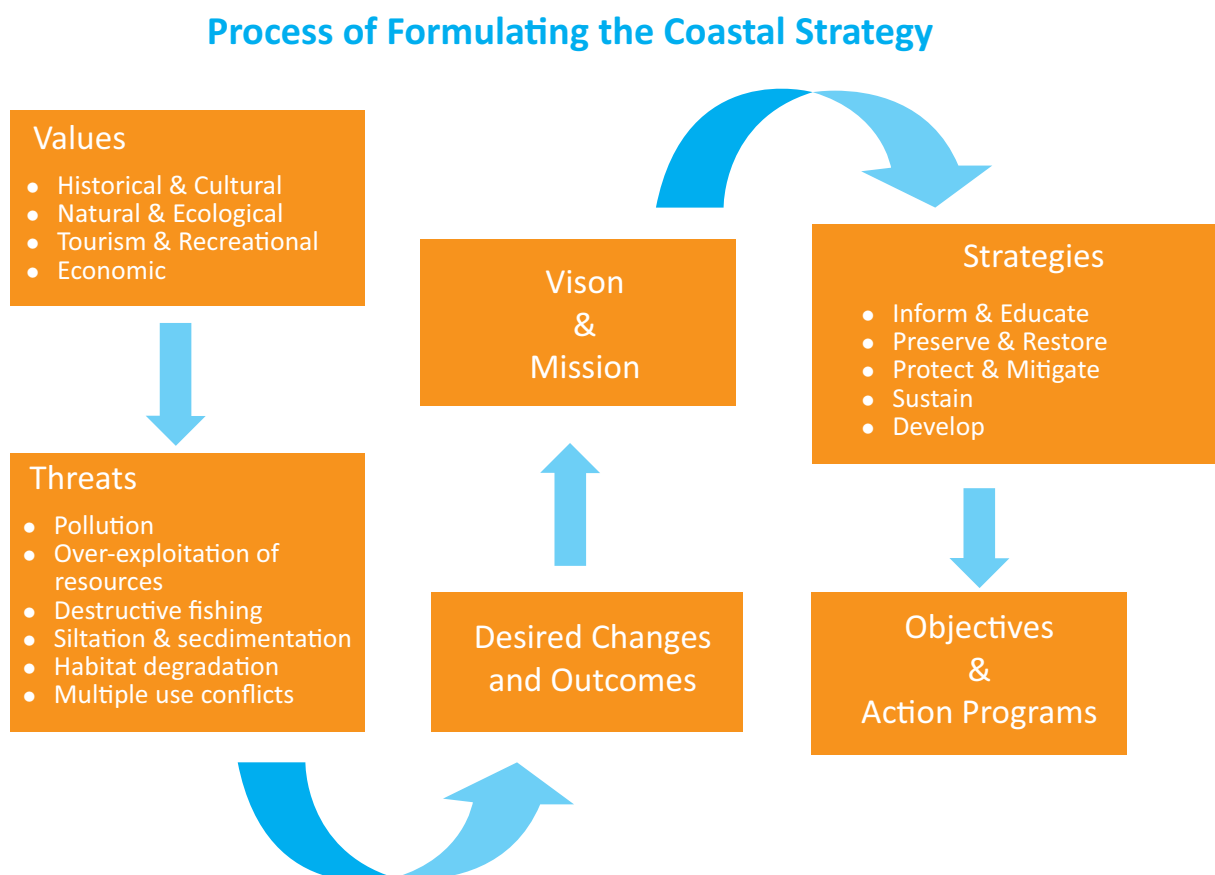 Process of Formulating the Coastal Strategy
Values
• Historical & Cultural
• Natural & Ecological
• Tourism & Recreational
• Economic
Threats
• Pollution
• Over-exploitation of
resources
• Destructive fishing
• Siltation & secdimentation
• Habitat degradation
• Multiple use conflicts
Desired Changes
and Outcomes
Vison
&
Mission
Strategies
• Inform & Educate
• Preserve & Restore
• Protect & Mitigate
• Sustain
• Develop
Objectives
&
Action Programs